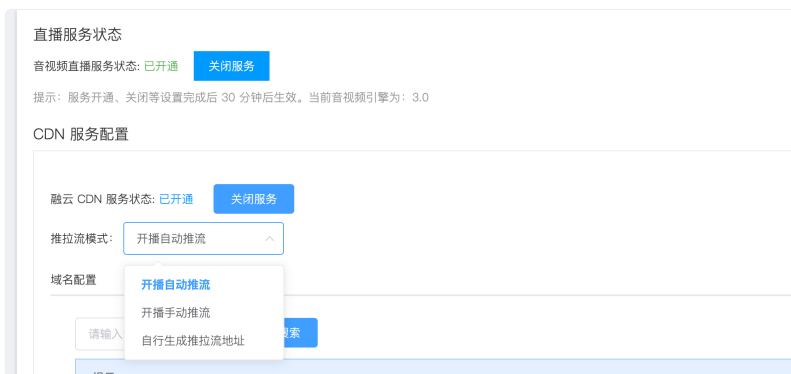 直播服务状态
音视频直播服务状态: 已开通 关闭服务
提示：服务开通、关闭等设置完成后 30 分钟后生效。当前音视频引擎为：3.0
CDN 服务配置
融云 CDN 服务状态: 已开通 关闭服务
推拉流模式： 开播自动推流
域名配置
开播自动推流
开播手动推流
请输入
索
自行生成推拉流地址